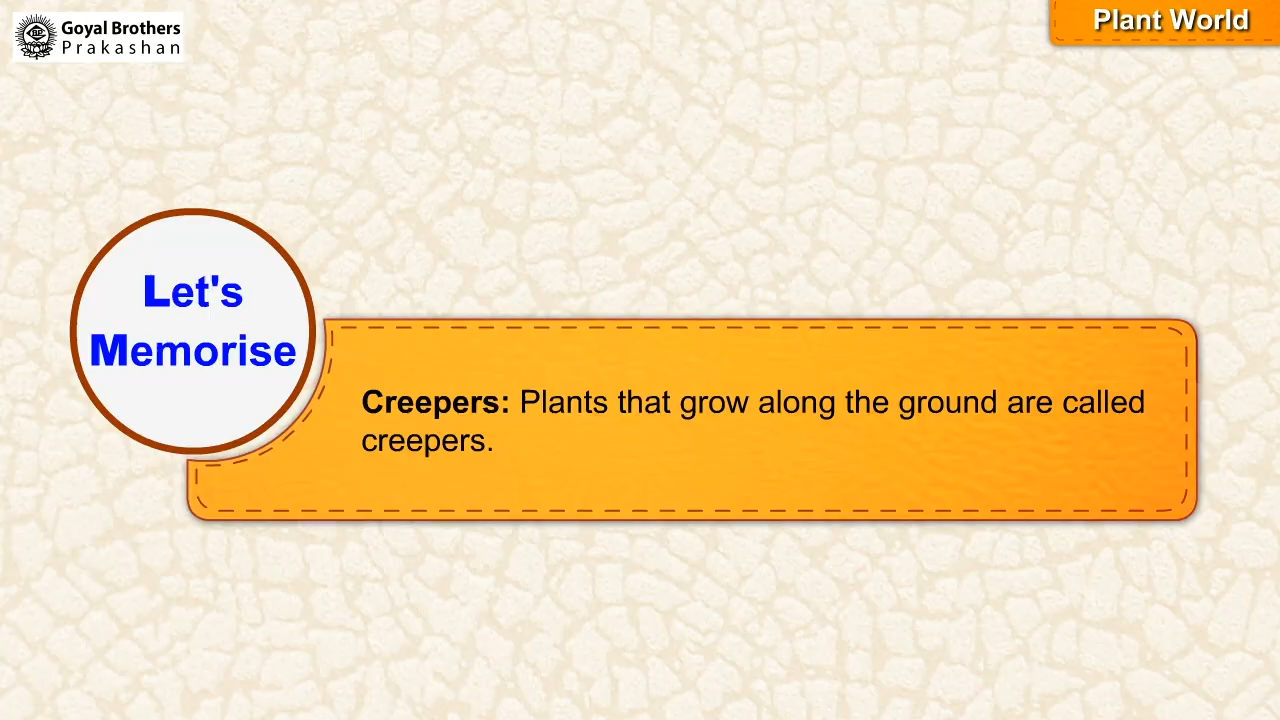 Goyal Brothers
Prakashan
Plant World
Let's
Memorise
Creepers: Plants that grow along the ground are called
creepers.